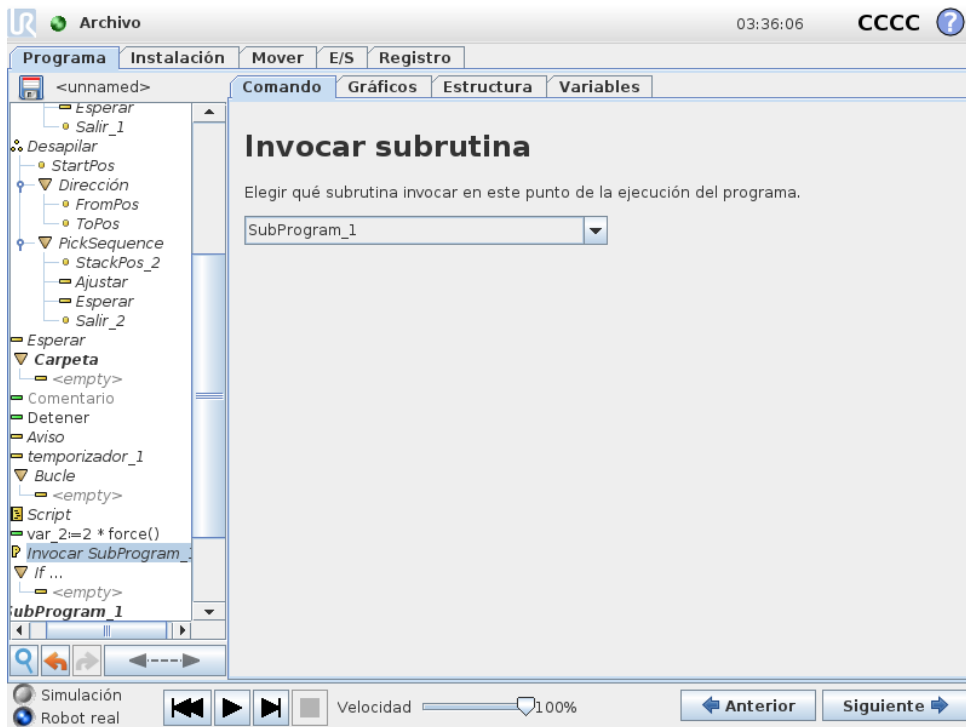 UR Archivo 03:36:06 CCCC ?
Programa Instalación Mover E/S Registro
<unnamed>
Comando Gráficos Estructura Variables
Esperar
Salir_1
Desapilar
StartPos
Dirección
FromPos
ToPos
PickSequence
StackPos_2
Ajustar
Esperar
Salir_2
Esperar
Carpeta
<empty>
Comentario
Detener
Aviso
temporizador_1
Bucle
<empty>
Script
var_2:=2 * force()
Invocar SubProgram_1
If ...
<empty>
ubProgram_1
Invocar subrutina
Elegir qué subrutina invocar en este punto de la ejecución del programa.
SubProgram_1
Simulación
Robot real
Velocidad 100%
Anterior Siguiente